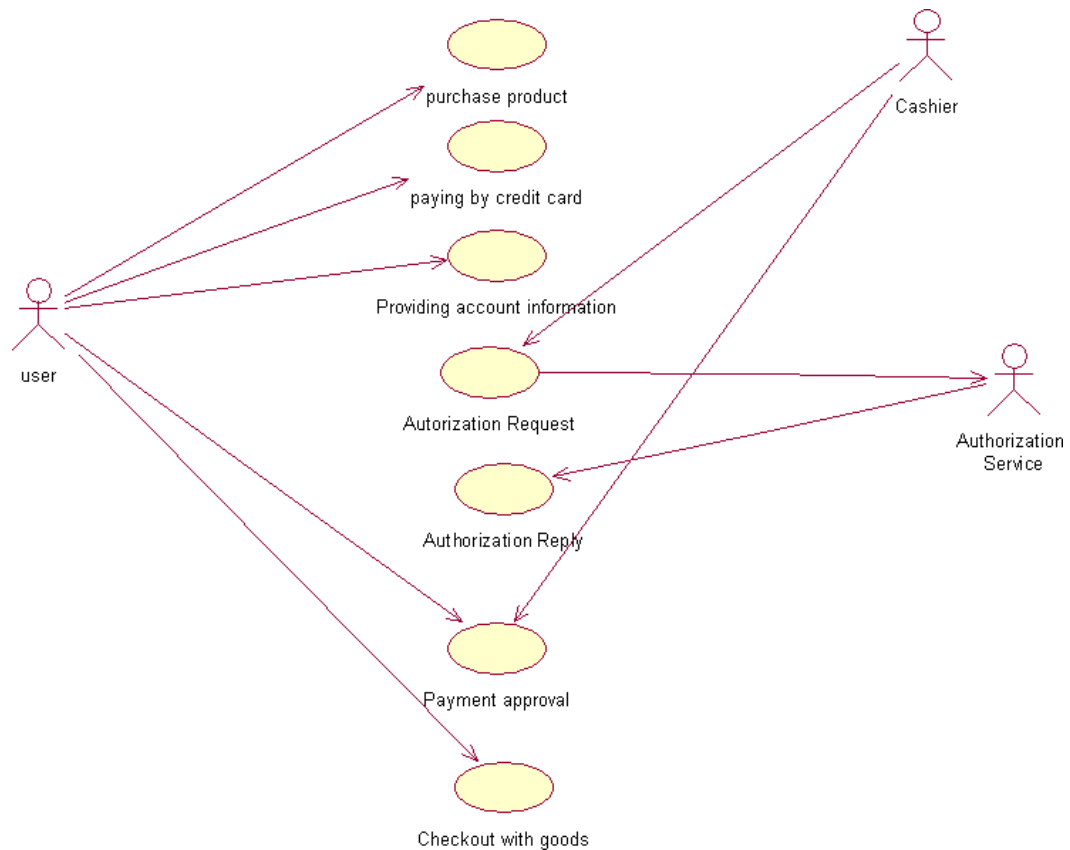 purchase product
Cashier
paying by credit card
Providing account information
user
Autorization Request
Authorization
Service
Authorization Reply
Payment approval
Checkout with goods